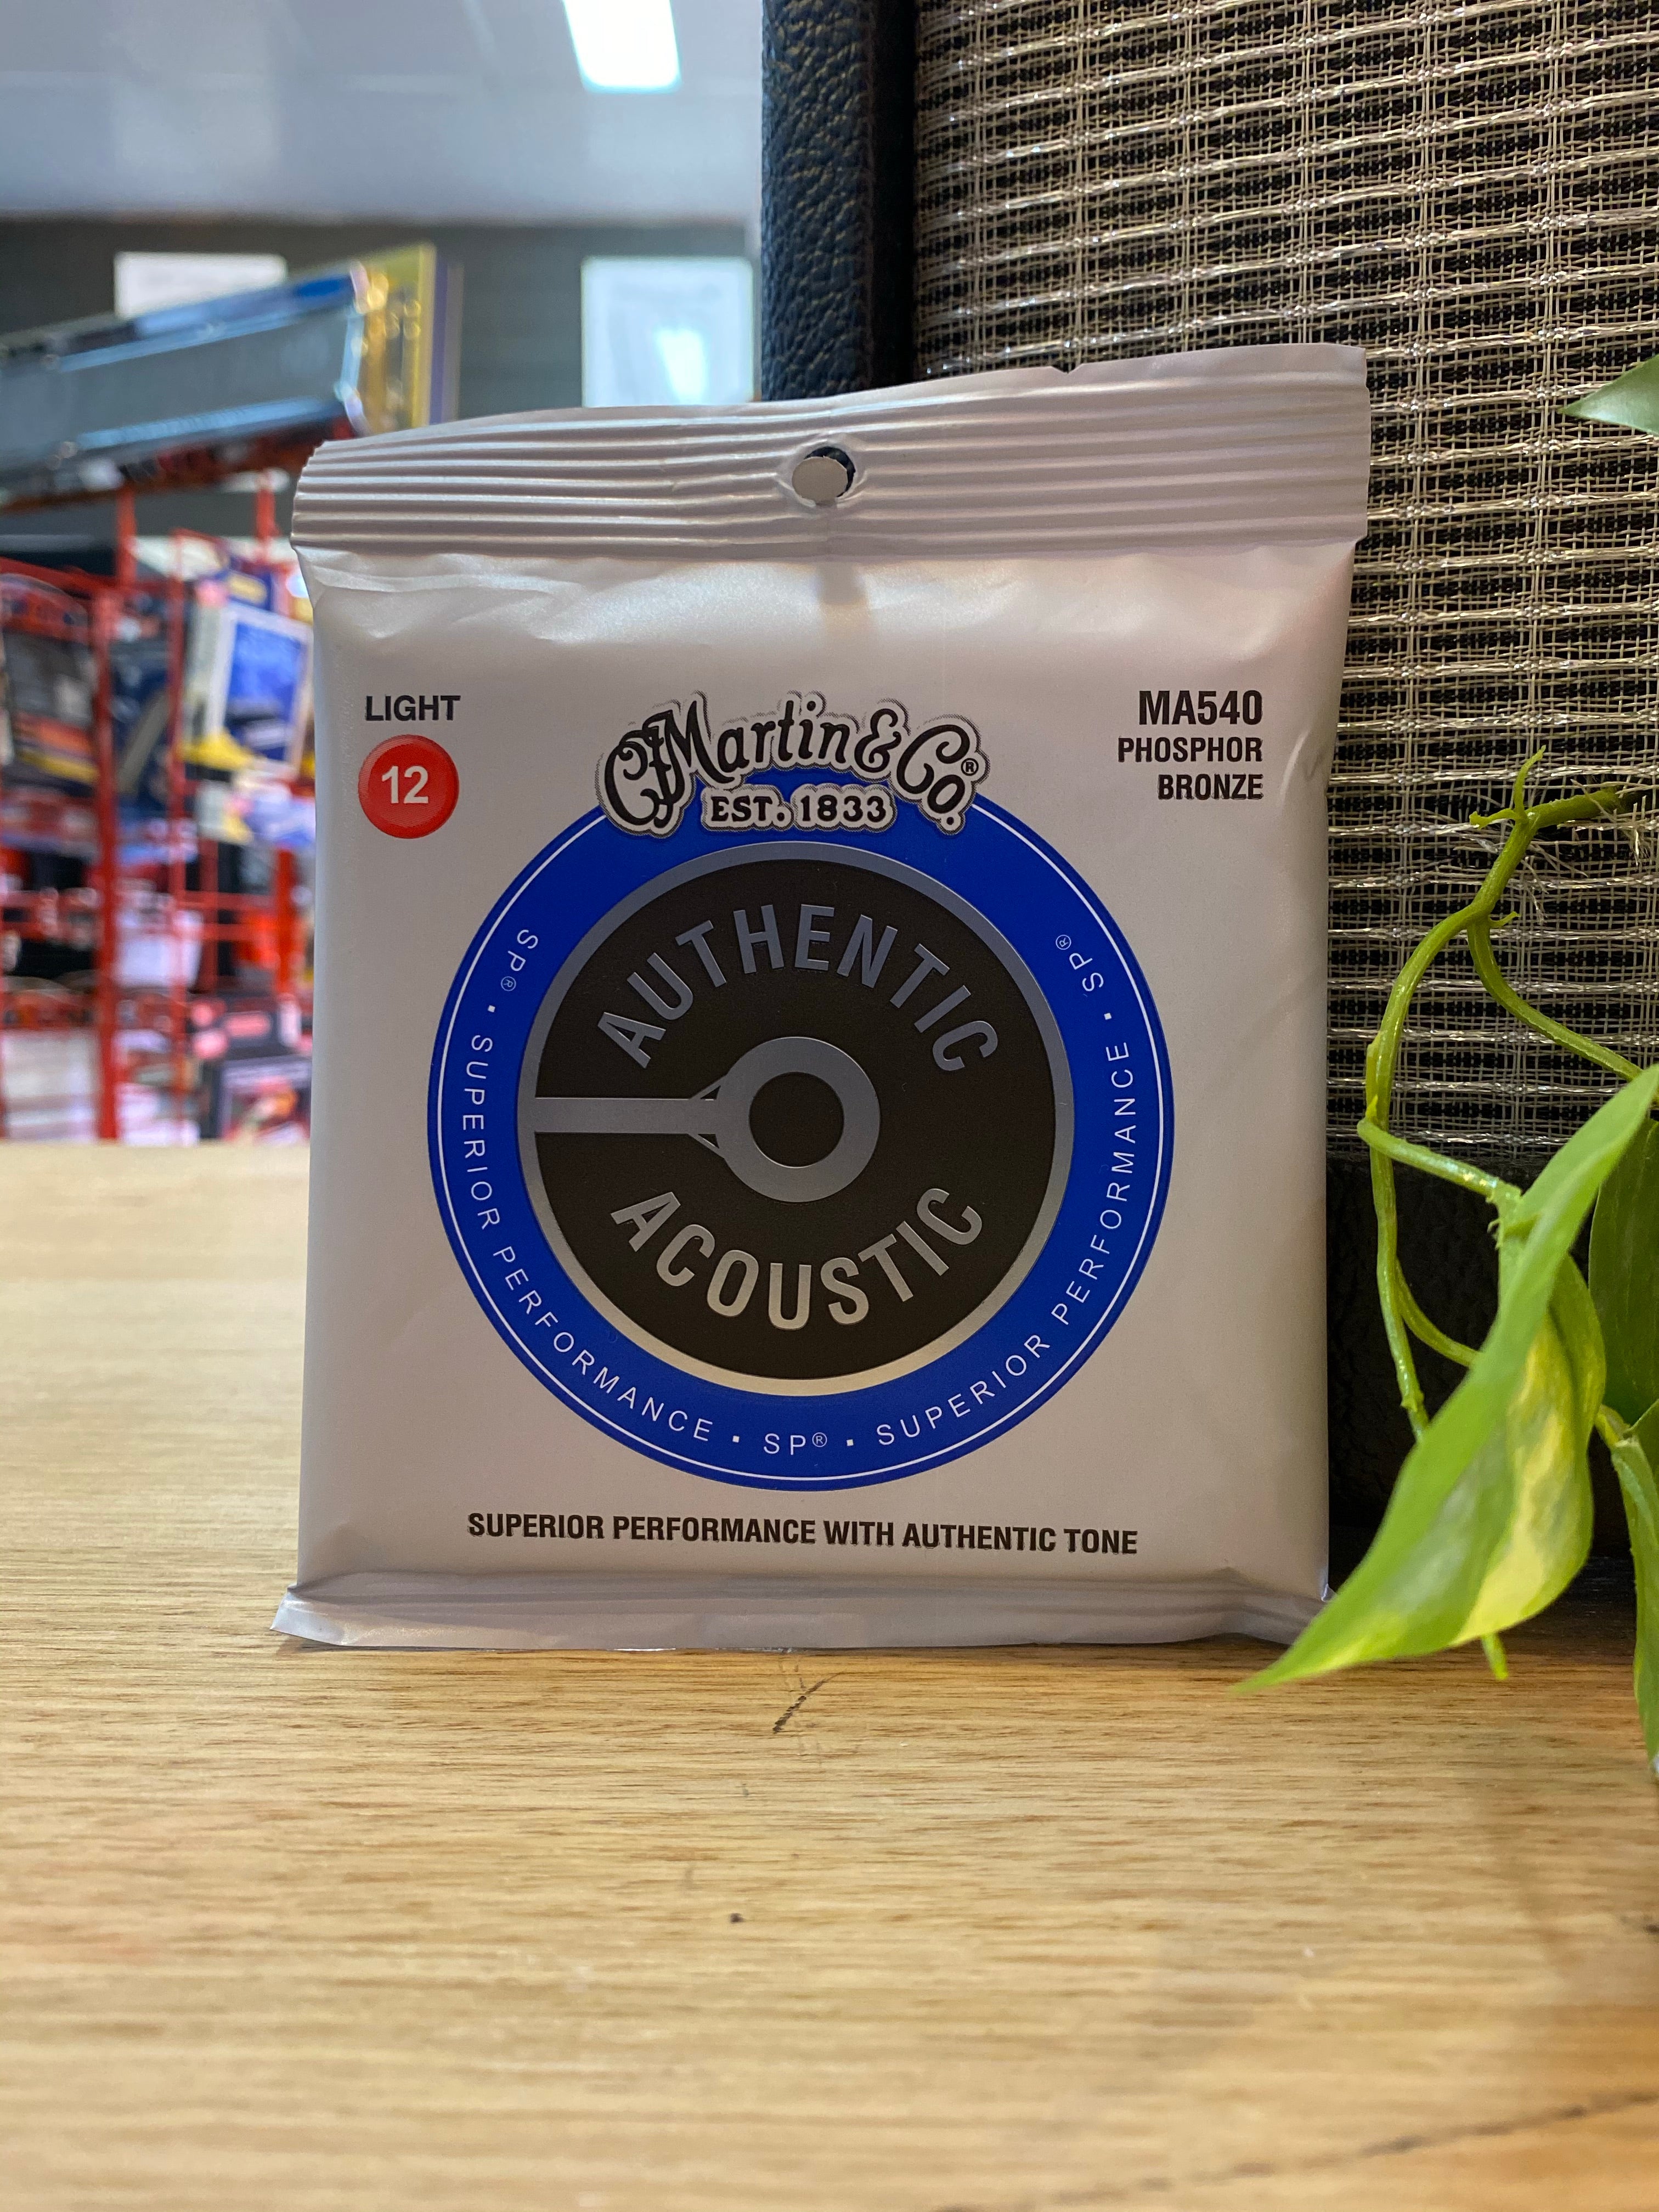 LIGHT
12
C.F. Martin & Co.®
EST. 1833
MA540
PHOSPHOR
BRONZE
AUTHENTIC
ACOUSTIC
SP® • SUPERIOR PERFORMANCE • SP® • SUPERIOR PERFORMANCE • SP®
SUPERIOR PERFORMANCE WITH AUTHENTIC TONE